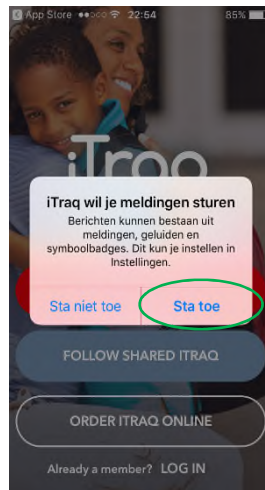 App Store 22:54 85%
iTraq
iTraq wil je meldingen sturen
Berichten kunnen bestaan uit
meldingen, geluiden en
symboolbadges. Dit kun je instellen in
Instellingen.
Sta niet toe Sta toe
FOLLOW SHARED ITRAQ
ORDER ITRAQ ONLINE
Already a member? LOG IN